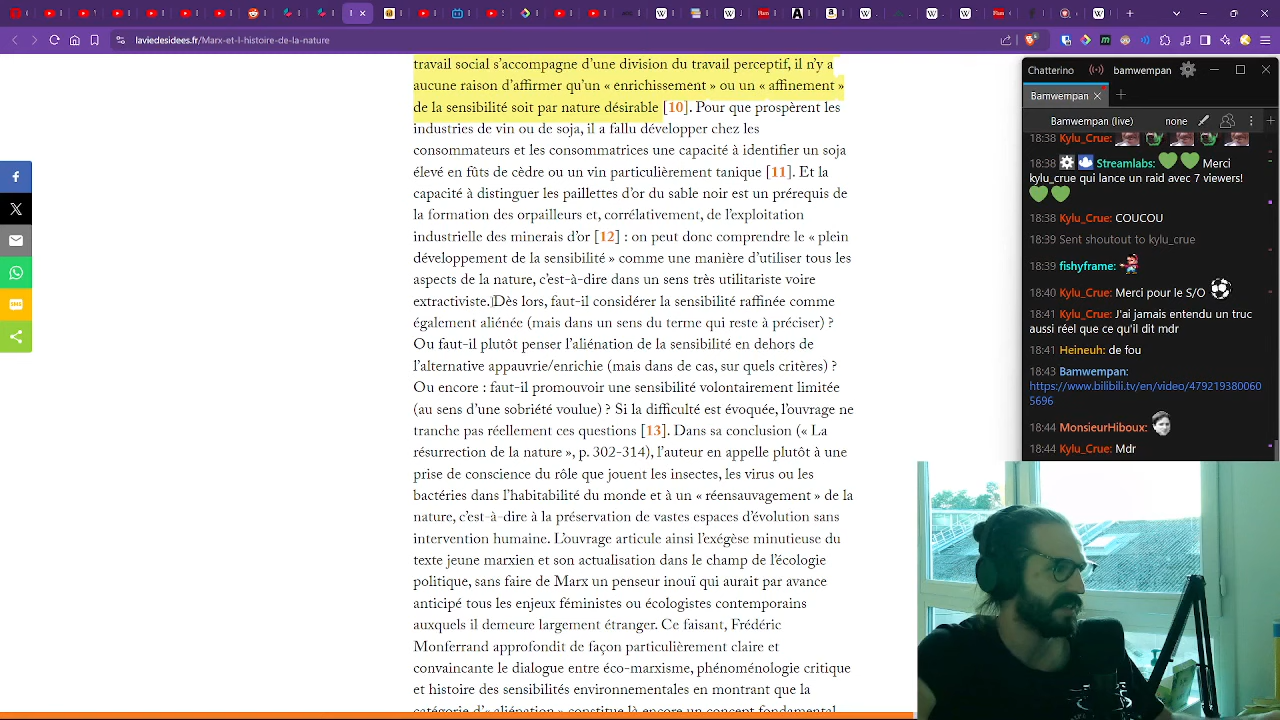 laviedesidees.fr/Marx-et-l-histoire-de-la-nature
travail social s'accompagne d'une division du travail perceptif, il n'y a
aucune raison d'affirmer qu'un « enrichissement » ou un « affinement »
de la sensibilité soit par nature désirable [10]. Pour que prospèrent les
industries de vin ou de soja, il a fallu développer chez les
consommateurs et les consommatrices une capacité à identifier un soja
élevé en fûts de cèdre ou un vin particulièrement tanique [11]. Et la
capacité à distinguer les paillettes d'or du sable noir est un prérequis de
la formation des orpailleurs et, corrélativement, de l'exploitation
industrielle des minerais d'or [12] : on peut donc comprendre le « plein
développement de la sensibilité » comme une manière d'utiliser tous les
aspects de la nature, c'est-à-dire dans un sens très utilitariste voire
extractiviste. Dès lors, faut-il considérer la sensibilité raffinée comme
également aliénée (mais dans un sens du terme qui reste à préciser) ?
Ou faut-il plutôt penser l'aliénation de la sensibilité en dehors de
l'alternative appauvrie/enrichie (mais dans de cas, sur quels critères) ?
Ou encore : faut-il promouvoir une sensibilité volontairement limitée
(au sens d'une sobriété voulue) ? Si la difficulté est évoquée, l'ouvrage ne
tranche pas réellement ces questions [13]. Dans sa conclusion (« La
résurrection de la nature », p. 302-314), l'auteur en appelle plutôt à une
prise de conscience du rôle que jouent les insectes, les virus ou les
bactéries dans l'habitabilité du monde et à un « réensauvagement » de la
nature, c'est-à-dire à la préservation de vastes espaces d'évolution sans
intervention humaine. L'ouvrage articule ainsi l'exégèse minutieuse du
texte jeune marxien et son actualisation dans le champ de l'écologie
politique, sans faire de Marx un penseur inouï qui aurait par avance
anticipé tous les enjeux féministes ou écologistes contemporains
auxquels il demeure largement étranger. Ce faisant, Frédéric
Monferrand approfondit de façon particulièrement claire et
convaincante le dialogue entre éco-marxisme, phénoménologie critique
et histoire des sensibilités environnementales en montrant que la
catégorie d'« aliénation » constitue là encore un concept fondamental
SMS
Chatterino bamwempan
Bamwempan
Bamwempan (live) none
18:38 Kylu_Crue:
18:38 Streamlabs: Merci
kylu_crue qui lance un raid avec 7 viewers!
18:38 Kylu_Crue: COUCOU
18:39 Sent shoutout to kylu_crue
18:39 fishyframe:
18:40 Kylu_Crue: Merci pour le S/O
18:41 Kylu_Crue: J'ai jamais entendu un truc
aussi réel que ce qu'il dit mdr
18:41 Heineuh: de fou
18:43 Bamwempan:
https://www.bilibili.tv/en/video/479219380060
5696
18:44 MonsieurHiboux:
18:44 Kylu_Crue: Mdr